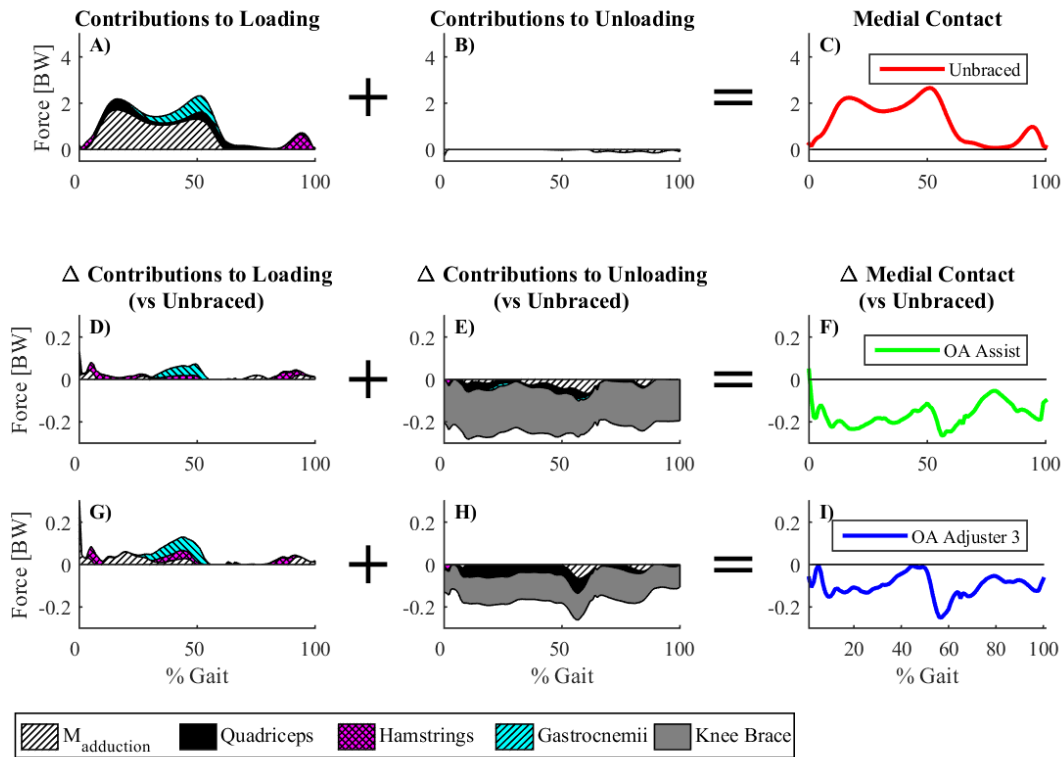 Contributions to Loading
Contributions to Unloading
Medial Contact
A)
B)
C)
Unbraced
Force [BW]
4
2
0
0
50
100
4
2
0
0
50
100
4
2
0
0
50
100
+
=
△ Contributions to Loading
(vs Unbraced)
△ Contributions to Unloading
(vs Unbraced)
△ Medial Contact
(vs Unbraced)
D)
E)
F)
OA Assist
Force [BW]
0.2
0
-0.2
0
50
100
0.2
0
-0.2
0
50
100
0.2
0
-0.2
0
50
100
+
=
G)
H)
I)
OA Adjuster 3
Force [BW]
0.2
0
-0.2
0
50
100
% Gait
0.2
0
-0.2
0
50
100
% Gait
0.2
0
-0.2
20
40
60
80
100
% Gait
+
=
M adduction
Quadriceps
Hamstrings
Gastrocnemii
Knee Brace